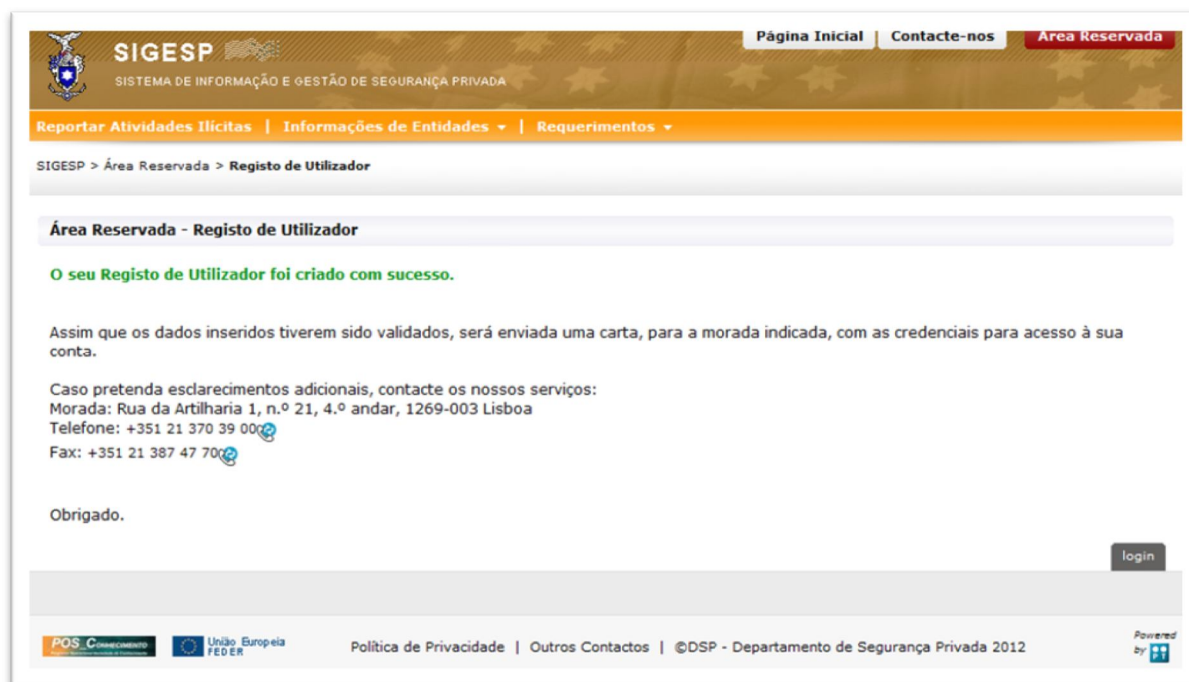 Página Inicial
Contacte-nos
Área Reservada
SIGESP
SISTEMA DE INFORMAÇÃO E GESTÃO DE SEGURANÇA PRIVADA
Reportar Atividades Ilícitas | Informações de Entidades | Requerimentos
SIGESP > Área Reservada > Registo de Utilizador
Área Reservada - Registo de Utilizador
O seu Registo de Utilizador foi criado com sucesso.
Assim que os dados inseridos tiverem sido validados, será enviada uma carta, para a morada indicada, com as credenciais para acesso à sua
conta.
Caso pretenda esclarecimentos adicionais, contacte os nossos serviços:
Morada: Rua da Artilharia 1, n.º 21, 4.º andar, 1269-003 Lisboa
Telefone: +351 21 370 39 00
Fax: +351 21 387 47 70
Obrigado.
login
POS_Conhecimento
União Europeia
FEDER
Política de Privacidade | Outros Contactos | ©DSP - Departamento de Segurança Privada 2012
Powered
by PT